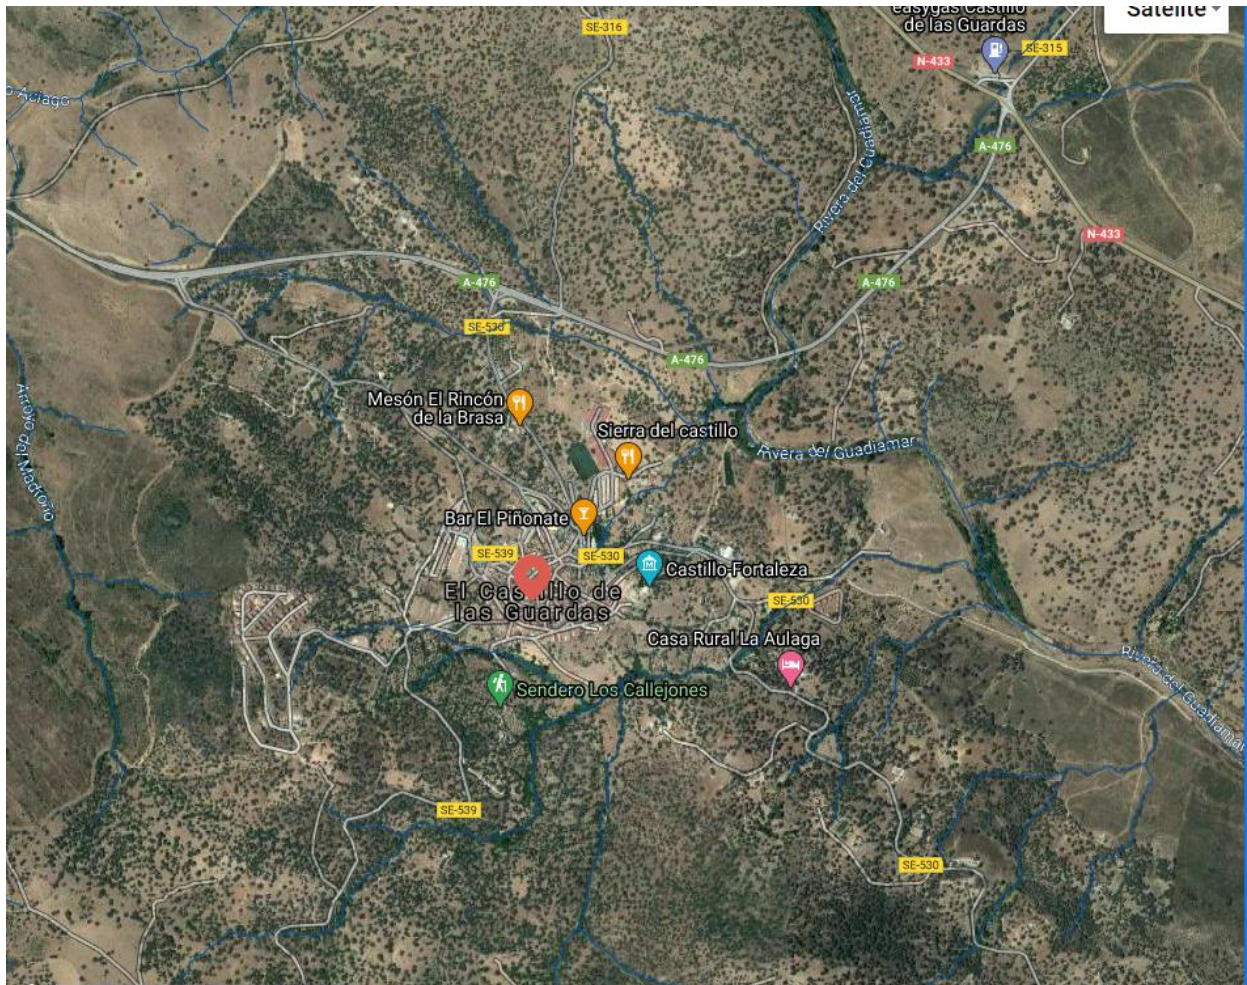 Satélite
easygas Castillo
de las Guardas
SE-316
SE-315
N-433
Rivera del Guadiamar
A-476
N-433
A-476
A-476
SE-530
A-476
Arroyo del Madroño
Mesón El Rincón
de la Brasa
Sierra del castillo
Rivera del Guadiamar
Bar El Piñonate
SE-539
SE-530
Castillo-Fortaleza
El Castillo de
las Guardas
SE-530
Casa Rural La Aulaga
Rivera del Guadiamar
Sendero Los Callejones
SE-539
SE-530